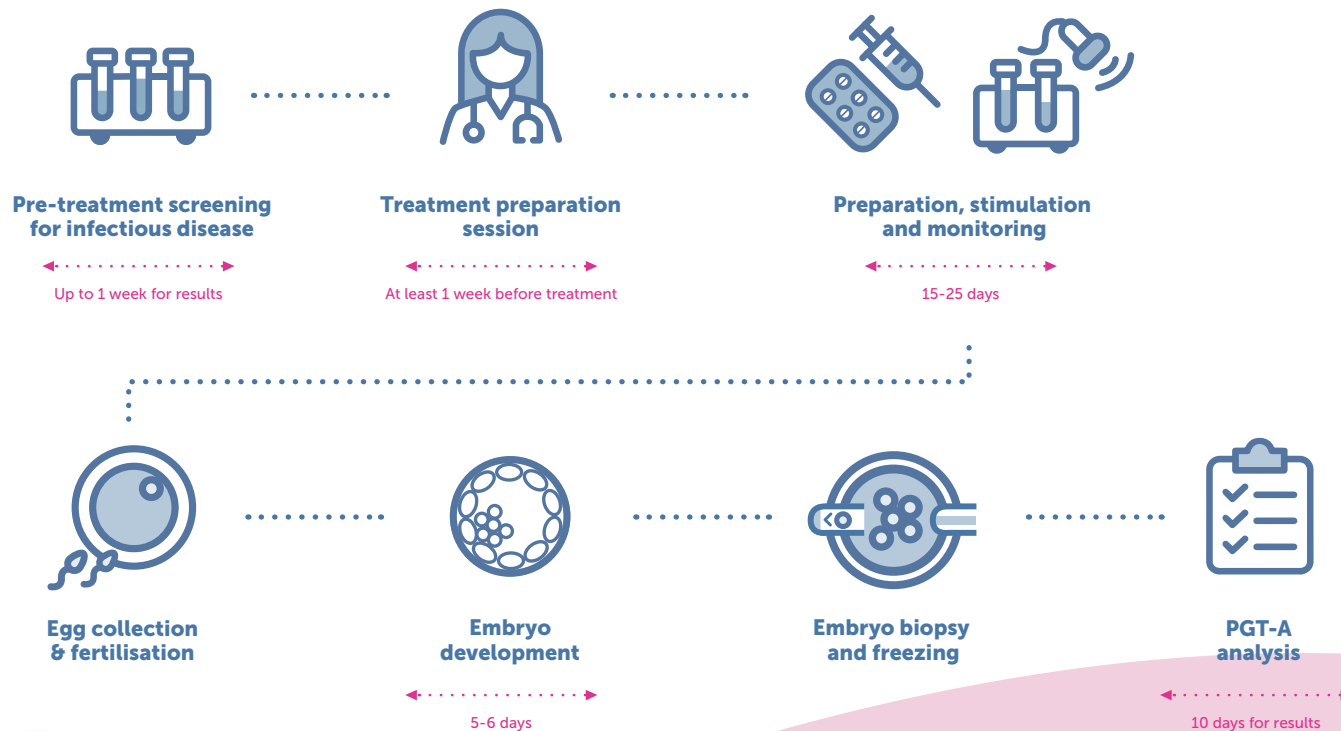 Pre-treatment screening
for infectious disease
Up to 1 week for results
Treatment preparation
session
At least 1 week before treatment
Preparation, stimulation
and monitoring
15-25 days
Egg collection
& fertilisation
Embryo
development
5-6 days
Embryo biopsy
and freezing
PGT-A
analysis
10 days for results